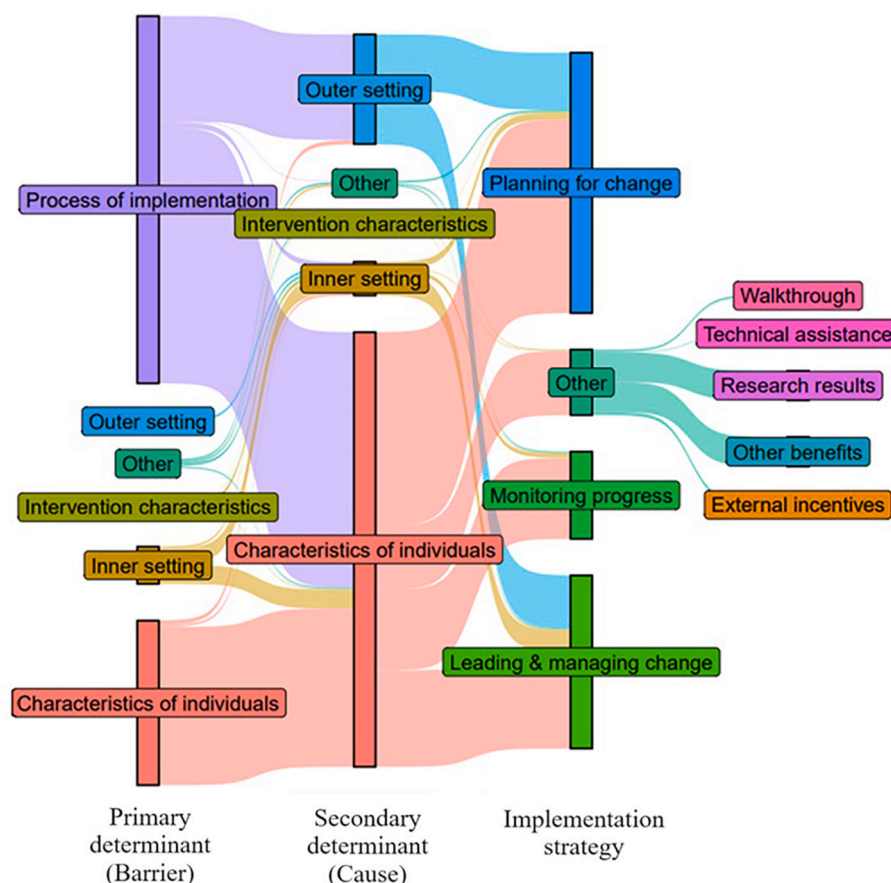 Outer setting
Other
Process of implementation
Planning for change
Intervention characteristics
Inner setting
Walkthrough
Technical assistance
Other
Research results
Outer setting
Other
Other benefits
Monitoring progress
Intervention characteristics
External incentives
Characteristics of individuals
Inner setting
Leading & managing change
Characteristics of individuals
Primary
determinant
(Barrier)
Secondary
determinant
(Cause)
Implementation
strategy